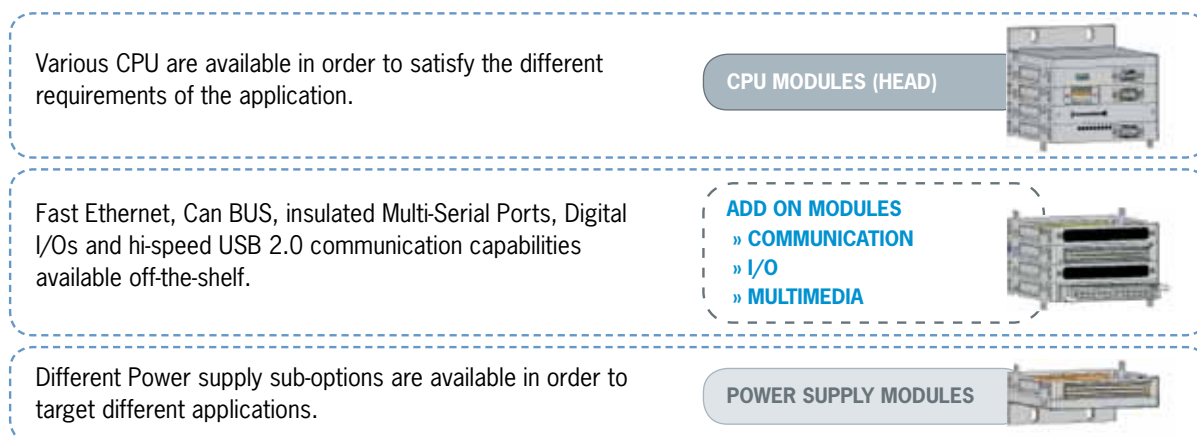 Various CPU are available in order to satisfy the different
requirements of the application.
CPU MODULES (HEAD)
Fast Ethernet, Can BUS, insulated Multi-Serial Ports, Digital
I/Os and hi-speed USB 2.0 communication capabilities
available off-the-shelf.
ADD ON MODULES
» COMMUNICATION
» I/O
» MULTIMEDIA
Different Power supply sub-options are available in order to
target different applications.
POWER SUPPLY MODULES